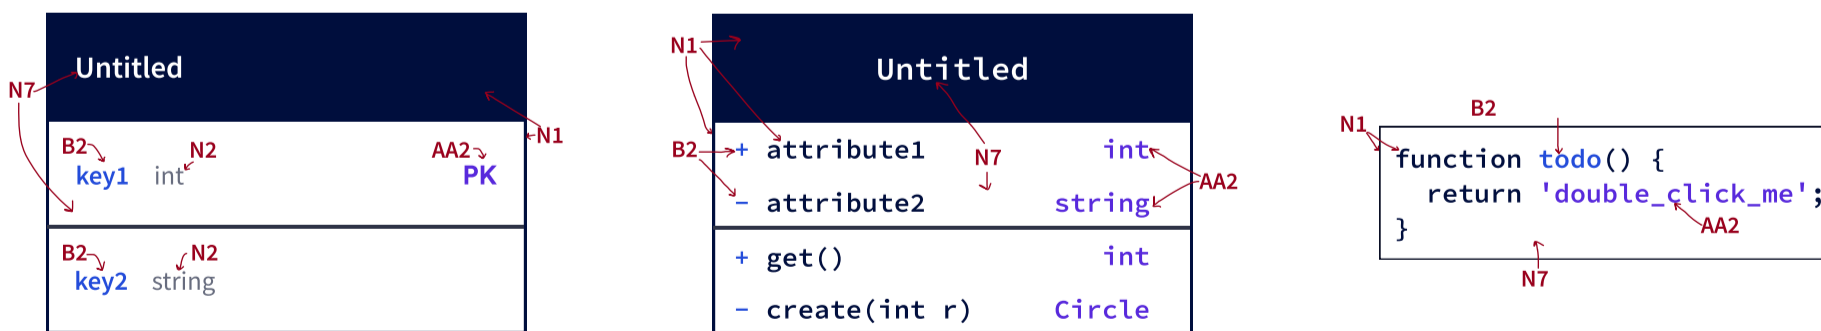 Untitled
N7
N1
B2
N2
AA2
key1 int PK
B2
N2
key2 string
N1
Untitled
B2
N7
AA2
+ attribute1 int
- attribute2 string
+ get() int
- create(int r) Circle
B2
N1
function todo() {
return 'double_click_me';
AA2
}
N7